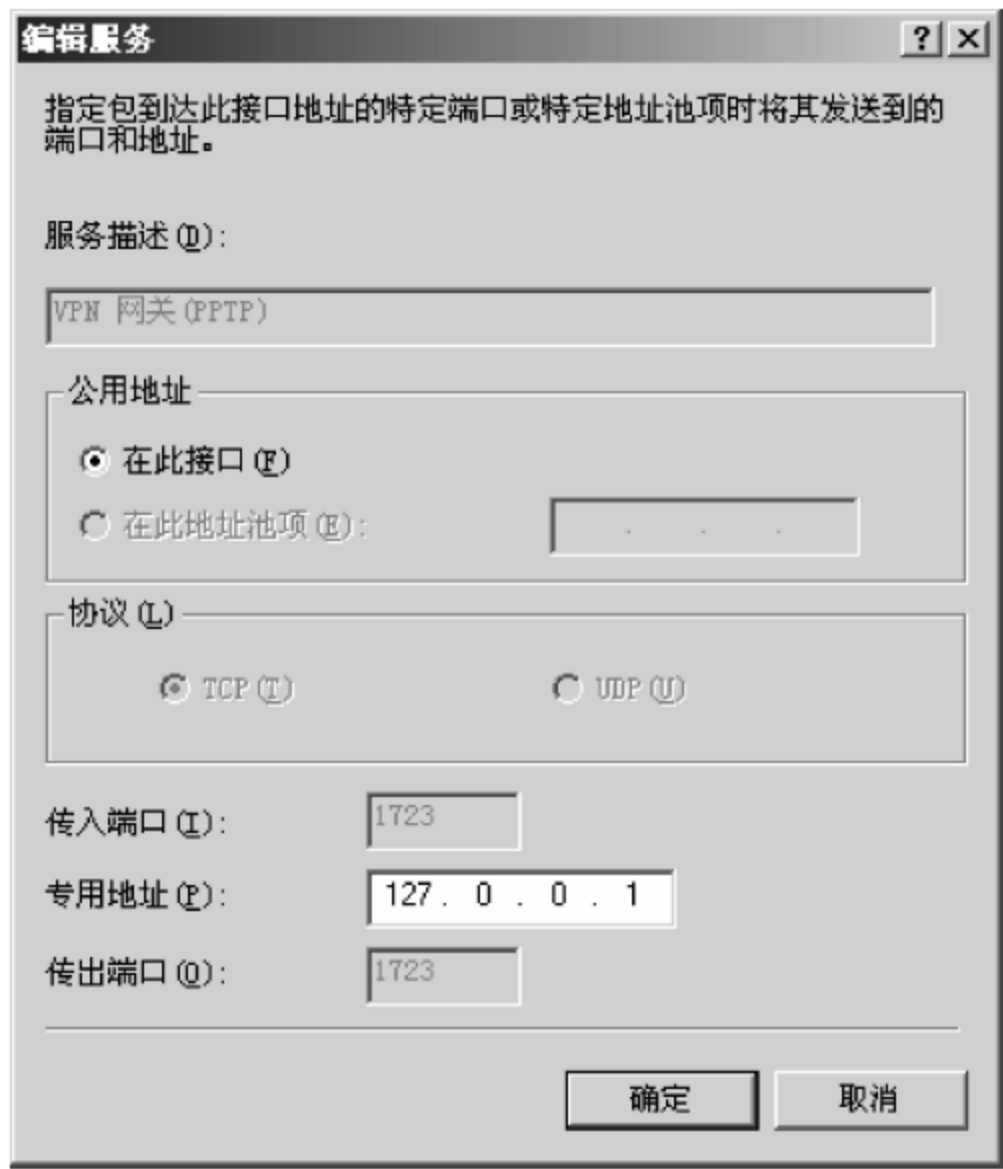 编辑服务
指定包到达此接口地址的特定端口或特定地址池项时将其发送到的
端口和地址。
服务描述(D):
VPN 网关(PPTP)
公用地址
在此接口(F)
在此地址池项(E): . . .
协议(L)
TCP(T) UDP(U)
传入端口(I): 1723
专用地址(P): 127. 0 . 0 . 1
传出端口(O): 1723
确定 取消